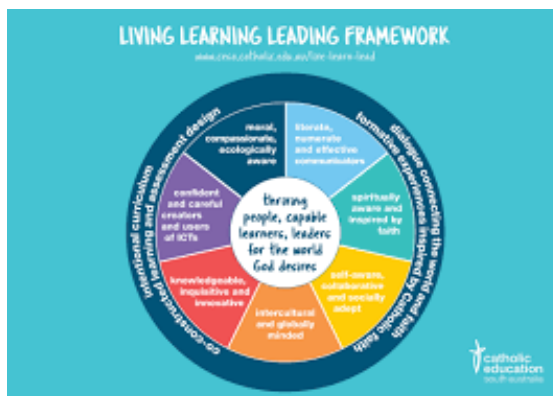 LIVING LEARNING LEADING FRAMEWORK
www.cesa.catholic.edu.au/live-learn-lead
intentional curriculum
co-constructed learning and assessment design
dialogue connecting the world and faith
formative experiences inspired by Catholic faith
moral,
compassionate,
ecologically
aware
literate,
numerate
and effective
communicators
spiritually
aware and
inspired by
faith
self-aware,
collaborative
and socially
adept
intercultural
and globally
minded
knowledgeable,
inquisitive and
innovative
confident
and careful
creators
and users
of ICTs
thriving
people, capable
learners, leaders
for the world
God desires
catholic
education
south australia